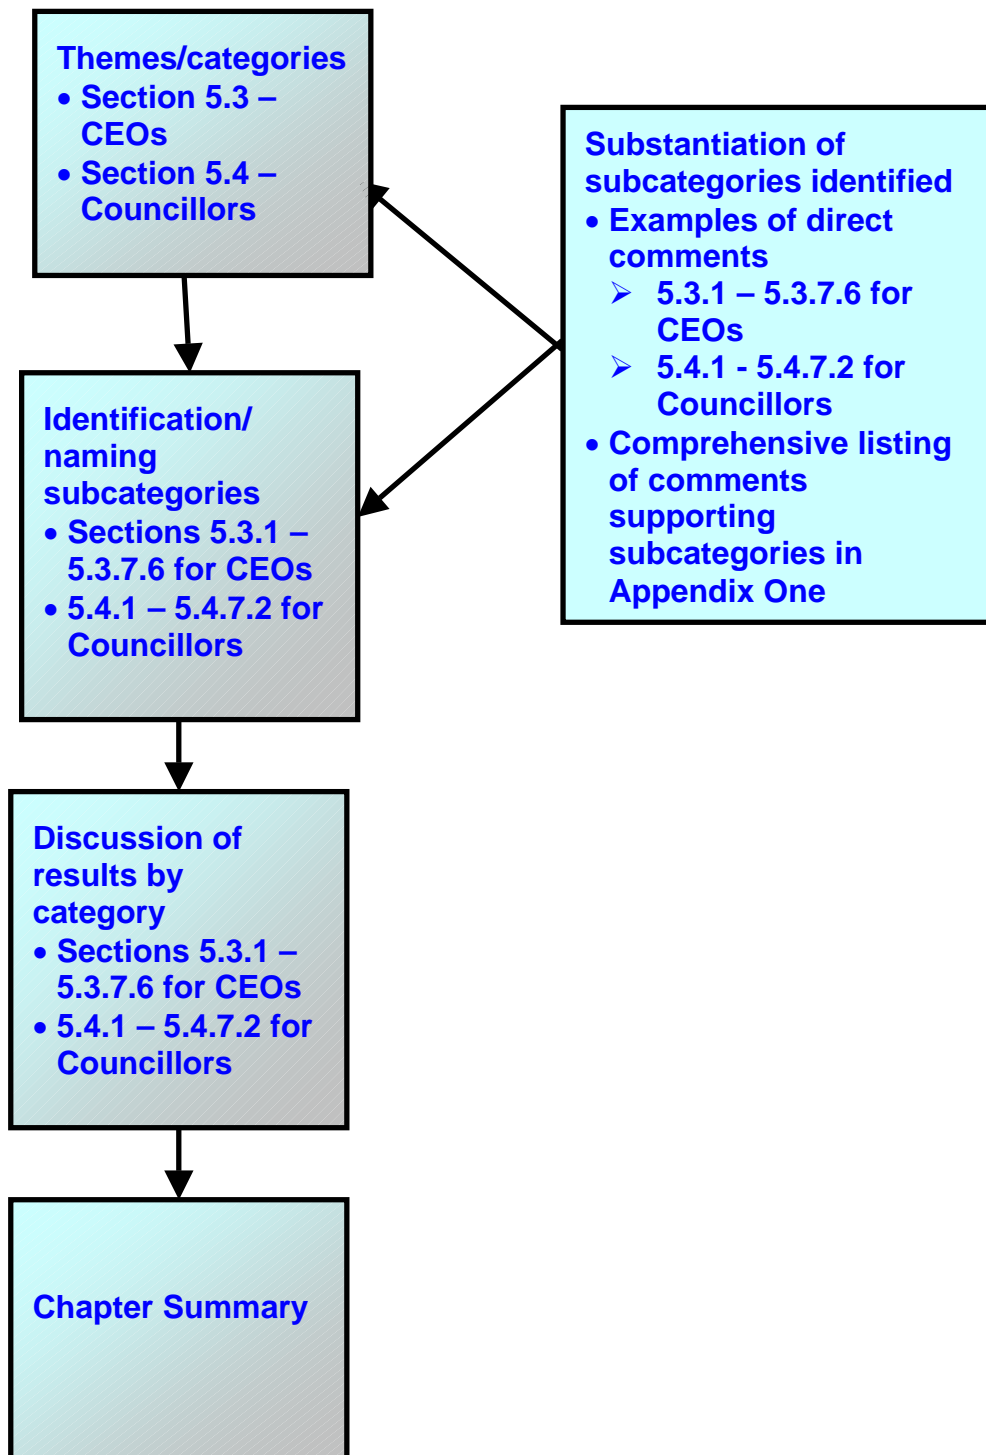 Themes/categories
• Section 5.3 –
CEOs
• Section 5.4 –
Councillors
Substantiation of
subcategories identified
• Examples of direct
comments
➢ 5.3.1 – 5.3.7.6 for
CEOs
➢ 5.4.1 - 5.4.7.2 for
Councillors
• Comprehensive listing
of comments
supporting
subcategories in
Appendix One
Identification/
naming
subcategories
• Sections 5.3.1 –
5.3.7.6 for CEOs
• 5.4.1 – 5.4.7.2 for
Councillors
Discussion of
results by
category
• Sections 5.3.1 –
5.3.7.6 for CEOs
• 5.4.1 – 5.4.7.2 for
Councillors
Chapter Summary